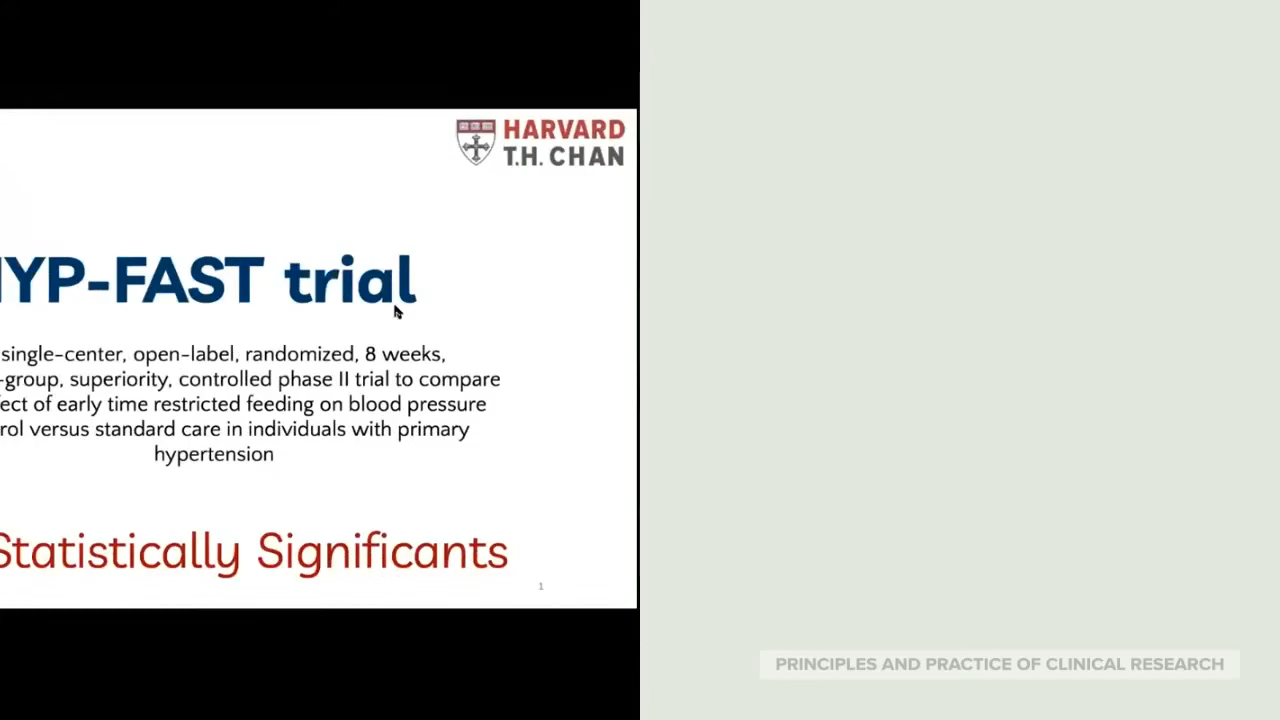 HARVARD
T.H. CHAN
YP-FAST trial
single-center, open-label, randomized, 8 weeks,
-group, superiority, controlled phase II trial to compare
ect of early time restricted feeding on blood pressure
rol versus standard care in individuals with primary
hypertension
Statistically Significants
1
PRINCIPLES AND PRACTICE OF CLINICAL RESEARCH